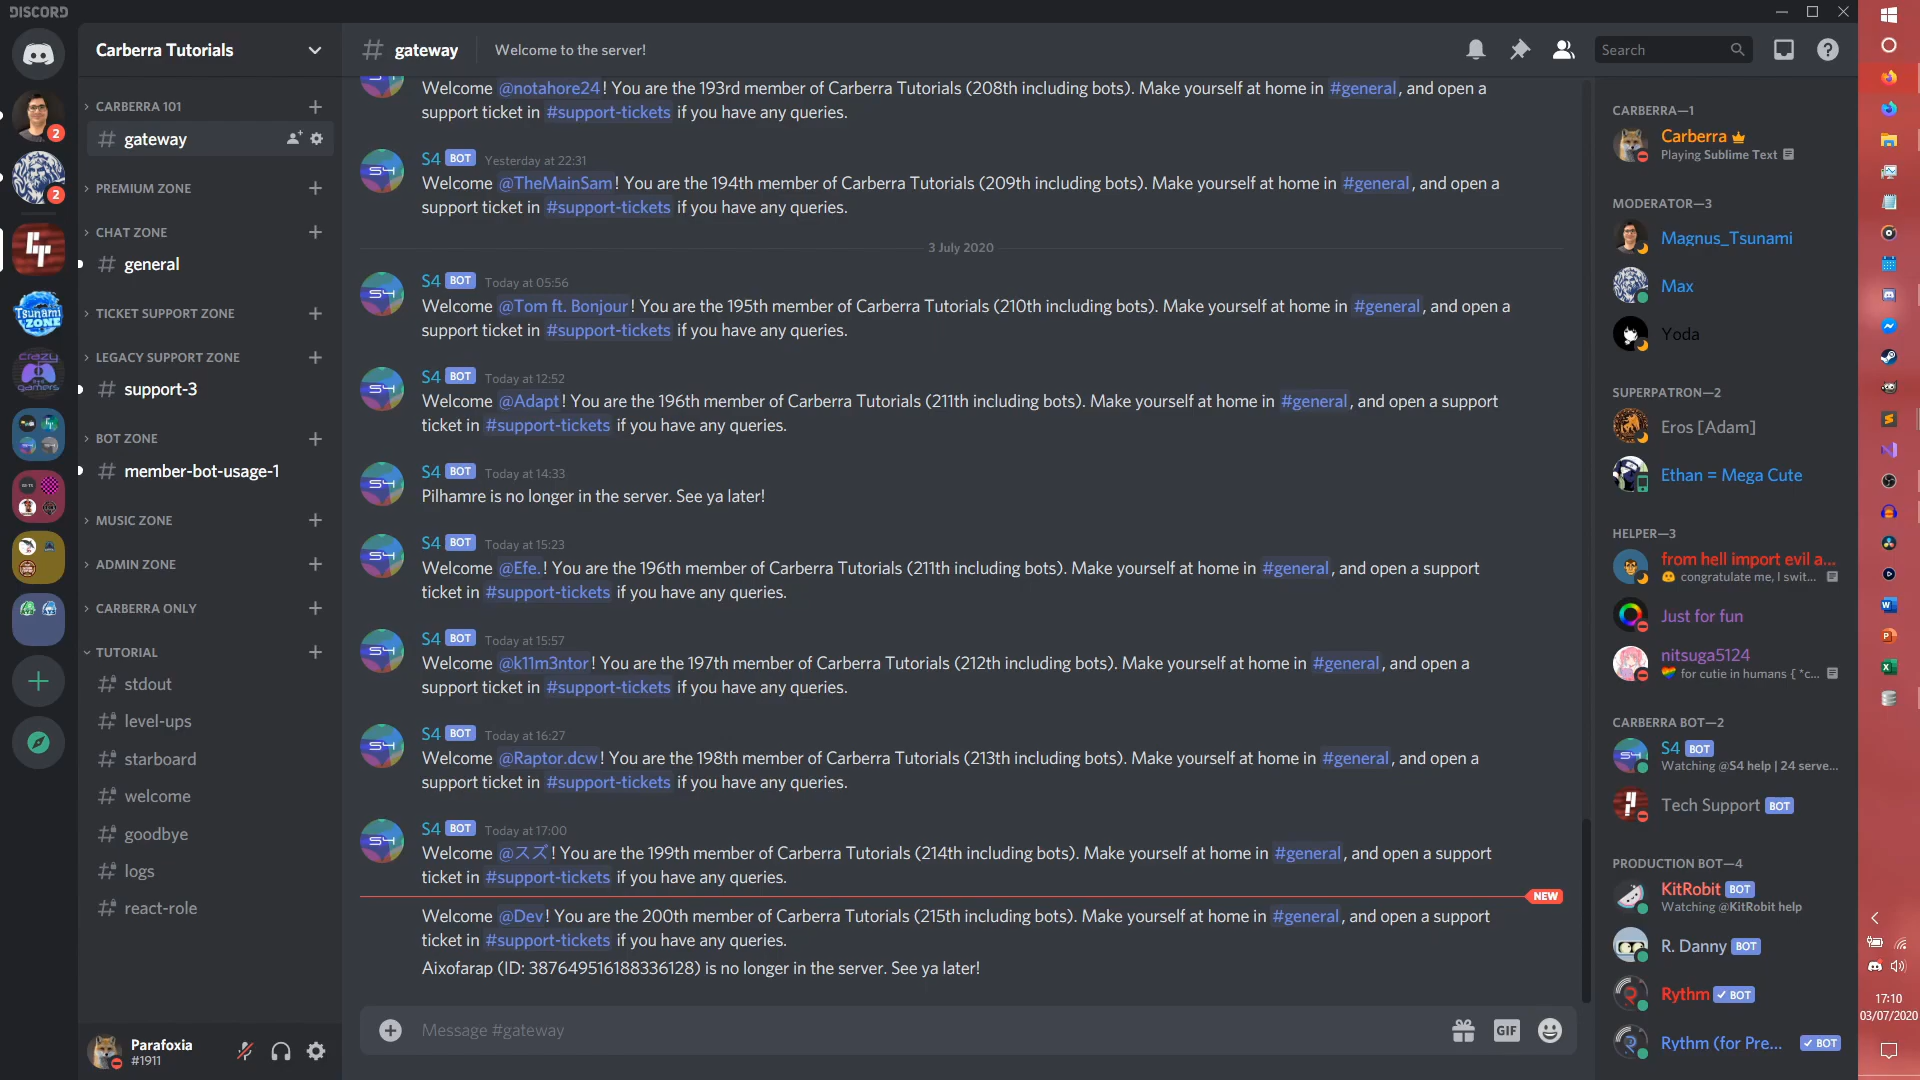 DISCORD
Carberra Tutorials
CARBERRA 101
gateway
PREMIUM ZONE
CHAT ZONE
general
TICKET SUPPORT ZONE
LEGACY SUPPORT ZONE
support-3
BOT ZONE
member-bot-usage-1
MUSIC ZONE
ADMIN ZONE
CARBERRA ONLY
TUTORIAL
stdout
level-ups
starboard
welcome
goodbye
logs
react-role
2
2
Tsunami
ZONE
crazy
gamers
Parafoxia
#1911
gateway
Welcome to the server!
Search
Welcome @notahore24! You are the 193rd member of Carberra Tutorials (208th including bots). Make yourself at home in #general, and open a
support ticket in #support-tickets if you have any queries.
S4 BOT Yesterday at 22:31
Welcome @TheMainSam! You are the 194th member of Carberra Tutorials (209th including bots). Make yourself at home in #general, and open a
support ticket in #support-tickets if you have any queries.
3 July 2020
S4 BOT Today at 05:56
Welcome @Tom ft. Bonjour! You are the 195th member of Carberra Tutorials (210th including bots). Make yourself at home in #general, and open a
support ticket in #support-tickets if you have any queries.
S4 BOT Today at 12:52
Welcome @Adapt! You are the 196th member of Carberra Tutorials (211th including bots). Make yourself at home in #general, and open a support
ticket in #support-tickets if you have any queries.
S4 BOT Today at 14:33
Pilhamre is no longer in the server. See ya later!
S4 BOT Today at 15:23
Welcome @Efe.! You are the 196th member of Carberra Tutorials (211th including bots). Make yourself at home in #general, and open a support
ticket in #support-tickets if you have any queries.
S4 BOT Today at 15:57
Welcome @k11m3ntor! You are the 197th member of Carberra Tutorials (212th including bots). Make yourself at home in #general, and open a
support ticket in #support-tickets if you have any queries.
S4 BOT Today at 16:27
Welcome @Raptor.dcw! You are the 198th member of Carberra Tutorials (213th including bots). Make yourself at home in #general, and open a
support ticket in #support-tickets if you have any queries.
S4 BOT Today at 17:00
Welcome @スズ! You are the 199th member of Carberra Tutorials (214th including bots). Make yourself at home in #general, and open a support
ticket in #support-tickets if you have any queries.
NEW
Welcome @Dev! You are the 200th member of Carberra Tutorials (215th including bots). Make yourself at home in #general, and open a support
ticket in #support-tickets if you have any queries.
Aixofarap (ID: 387649516188336128) is no longer in the server. See ya later!
Message #gateway
GIF
CARBERRA—1
Carberra
Playing Sublime Text
MODERATOR—3
Magnus_Tsunami
Max
Yoda
SUPERPATRON—2
Eros [Adam]
Ethan = Mega Cute
HELPER—3
from hell import evil a...
congratulate me, I swit...
Just for fun
nitsuga5124
for cutie in humans { "c...
CARBERRA BOT—2
S4 BOT
Watching @S4 help | 24 serve...
Tech Support BOT
PRODUCTION BOT—4
KitRobit BOT
Watching @KitRobit help
R. Danny BOT
Rythm BOT
Rythm (for Pre... BOT
17:10
03/07/2020